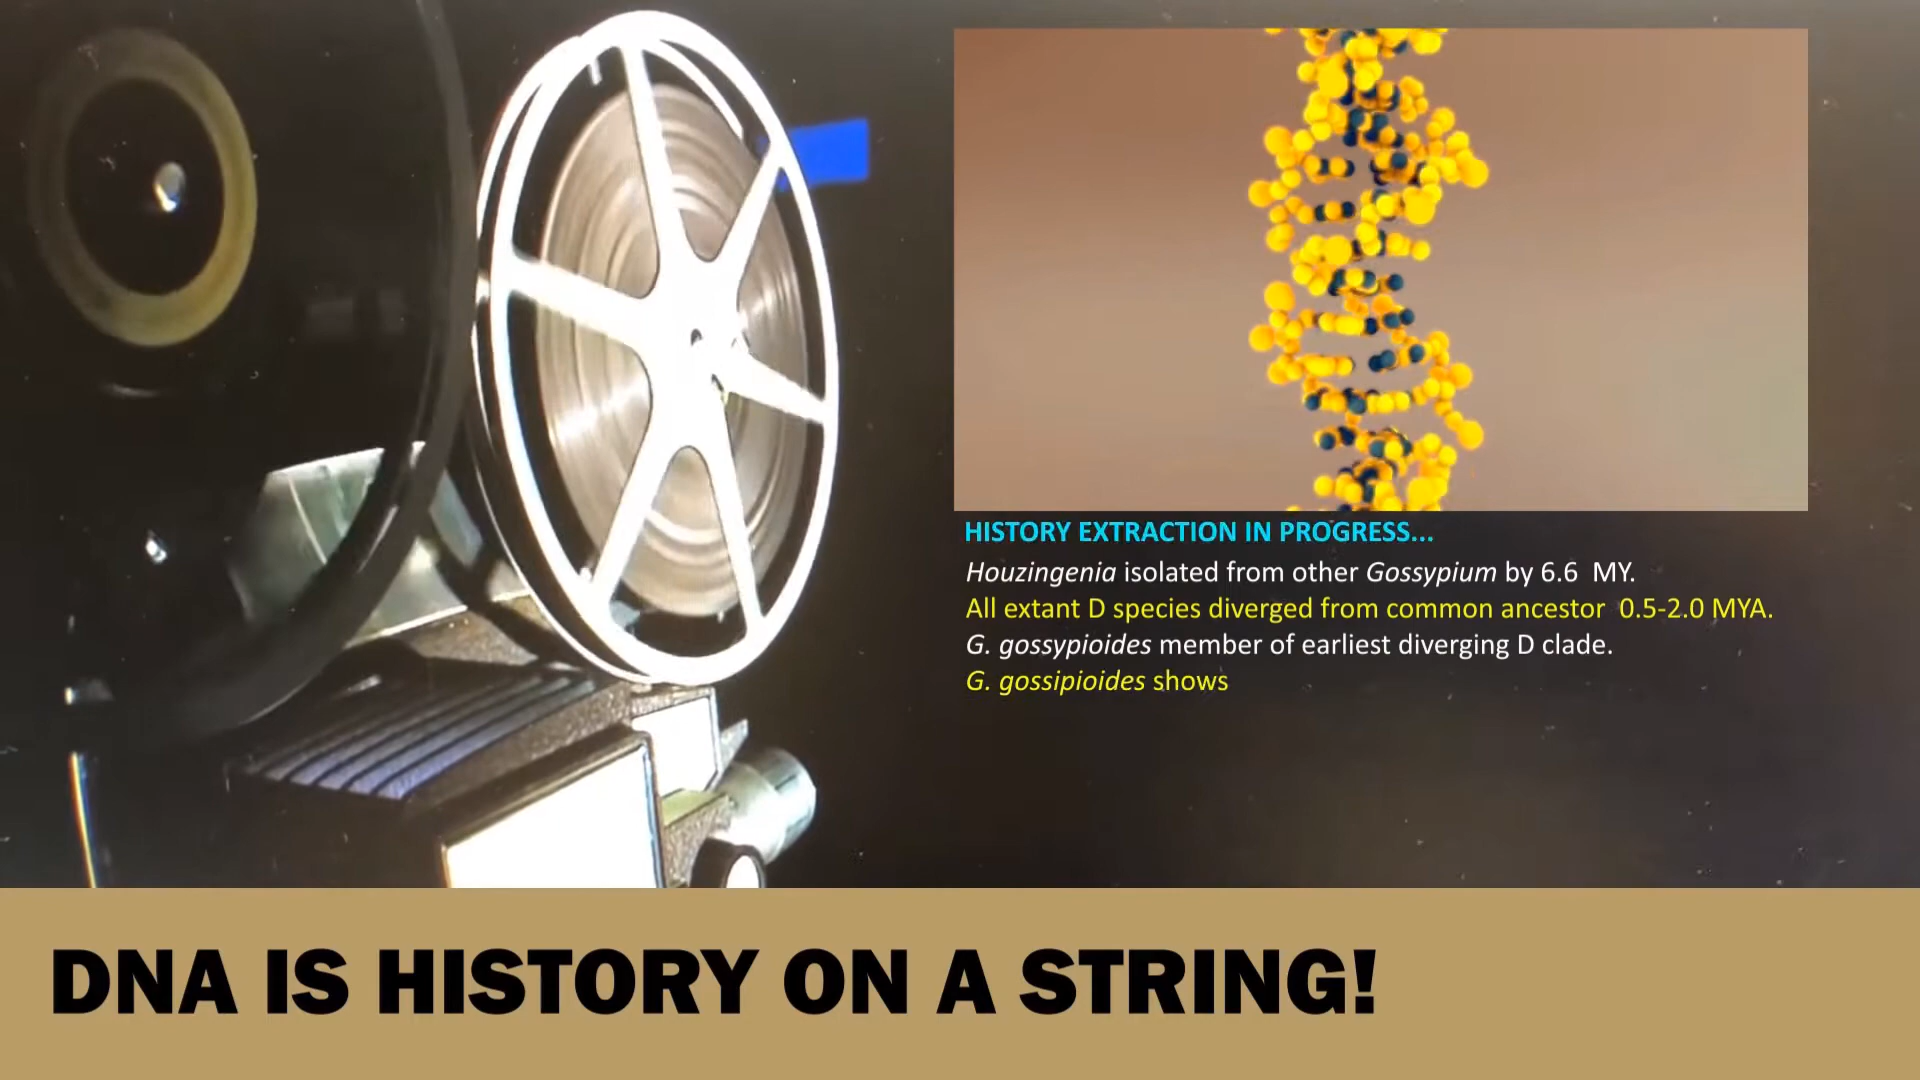 HISTORY EXTRACTION IN PROGRESS...
Houzingenia isolated from other Gossypium by 6.6  MY.
All extant D species diverged from common ancestor  0.5-2.0 MYA.
G. gossypioides member of earliest diverging D clade.
G. gossipioides shows
DNA IS HISTORY ON A STRING!